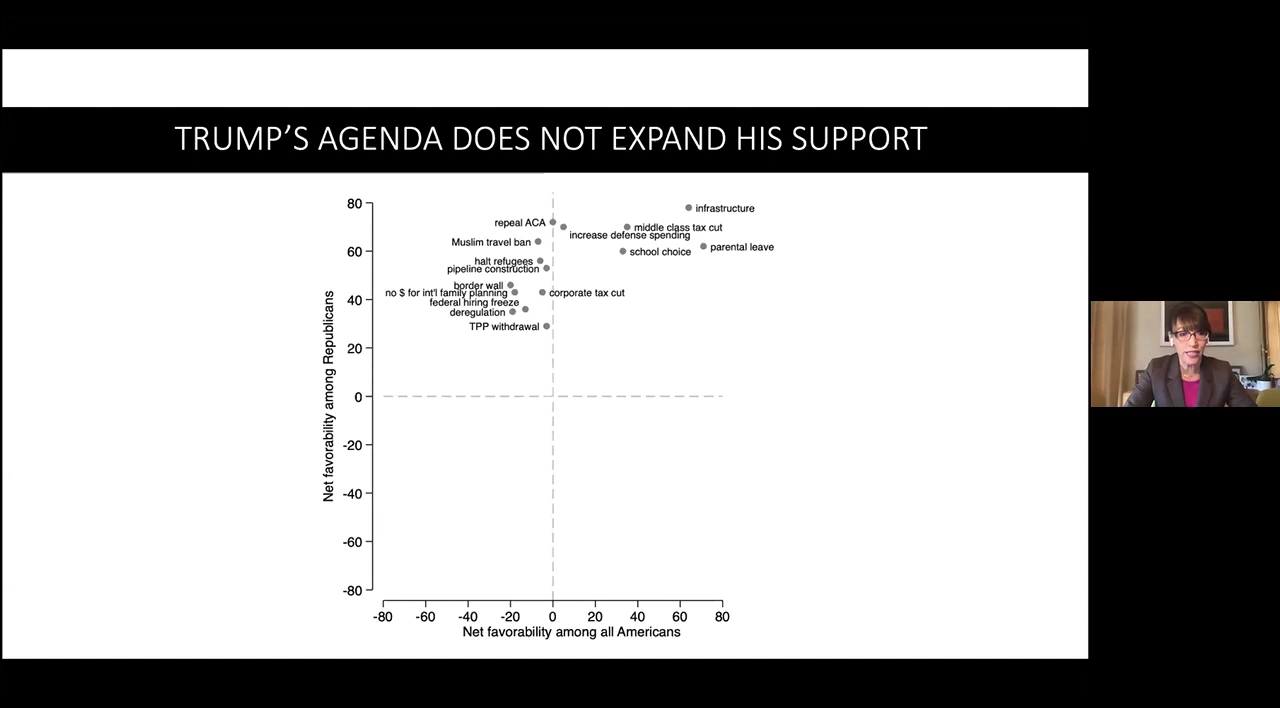 TRUMP'S AGENDA DOES NOT EXPAND HIS SUPPORT
80
60
40
20
0
-20
-40
-60
-80
Net favorability among Republicans
infrastructure
repeal ACA
middle class tax cut
increase defense spending
Muslim travel ban
parental leave
school choice
halt refugees
pipeline construction
border wall
no $ for int'l family planning
corporate tax cut
federal hiring freeze
deregulation
TPP withdrawal
-80 -60 -40 -20 0 20 40 60 80
Net favorability among all Americans